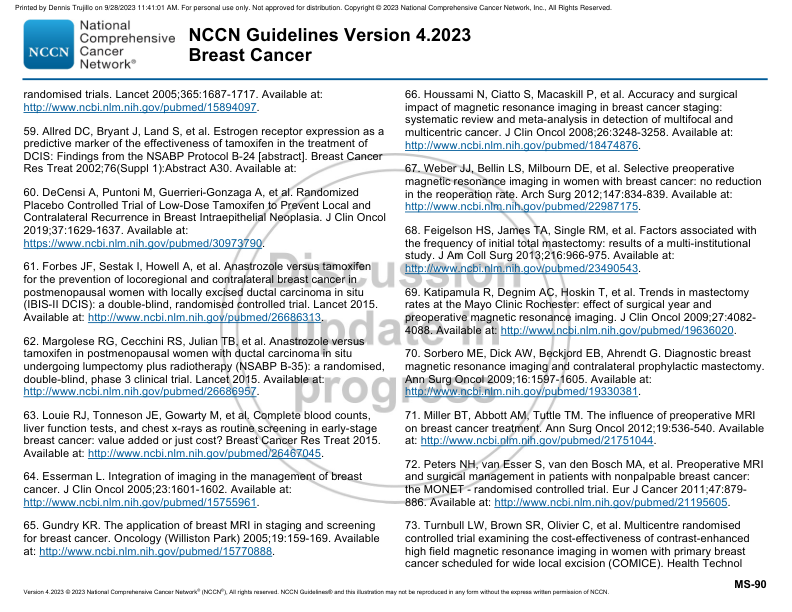 Printed by Dennis Trujillo on 9/28/2023 11:41:01 AM. For personal use only. Not approved for distribution. Copyright © 2023 National Comprehensive Cancer Network, Inc., All Rights Reserved.
NCCN
National
Comprehensive
Cancer
Network®
NCCN Guidelines Version 4.2023
Breast Cancer
randomised trials. Lancet 2005;365:1687-1717. Available at:
http://www.ncbi.nlm.nih.gov/pubmed/15894097.
59. Allred DC, Bryant J, Land S, et al. Estrogen receptor expression as a
predictive marker of the effectiveness of tamoxifen in the treatment of
DCIS: Findings from the NSABP Protocol B-24 [abstract]. Breast Cancer
Res Treat 2002;76(Suppl 1):Abstract A30. Available at:
60. DeCensi A, Puntoni M, Guerrieri-Gonzaga A, et al. Randomized
Placebo Controlled Trial of Low-Dose Tamoxifen to Prevent Local and
Contralateral Recurrence in Breast Intraepithelial Neoplasia. J Clin Oncol
2019;37:1629-1637. Available at:
https://www.ncbi.nlm.nih.gov/pubmed/30973790.
61. Forbes JF, Sestak I, Howell A, et al. Anastrozole versus tamoxifen
for the prevention of locoregional and contralateral breast cancer in
postmenopausal women with locally excised ductal carcinoma in situ
(IBIS-II DCIS): a double-blind, randomised controlled trial. Lancet 2015.
Available at: http://www.ncbi.nlm.nih.gov/pubmed/26686313.
62. Margolese RG, Cecchini RS, Julian TB, et al. Anastrozole versus
tamoxifen in postmenopausal women with ductal carcinoma in situ
undergoing lumpectomy plus radiotherapy (NSABP B-35): a randomised,
double-blind, phase 3 clinical trial. Lancet 2015. Available at:
http://www.ncbi.nlm.nih.gov/pubmed/26686957.
63. Louie RJ, Tonneson JE, Gowarty M, et al. Complete blood counts,
liver function tests, and chest x-rays as routine screening in early-stage
breast cancer: value added or just cost? Breast Cancer Res Treat 2015.
Available at: http://www.ncbi.nlm.nih.gov/pubmed/26467045.
64. Esserman L. Integration of imaging in the management of breast
cancer. J Clin Oncol 2005;23:1601-1602. Available at:
http://www.ncbi.nlm.nih.gov/pubmed/15755961.
65. Gundry KR. The application of breast MRI in staging and screening
for breast cancer. Oncology (Williston Park) 2005;19:159-169. Available
at: http://www.ncbi.nlm.nih.gov/pubmed/15770888.
66. Houssami N, Ciatto S, Macaskill P, et al. Accuracy and surgical
impact of magnetic resonance imaging in breast cancer staging:
systematic review and meta-analysis in detection of multifocal and
multicentric cancer. J Clin Oncol 2008;26:3248-3258. Available at:
http://www.ncbi.nlm.nih.gov/pubmed/18474876.
67. Weber JJ, Bellin LS, Milbourn DE, et al. Selective preoperative
magnetic resonance imaging in women with breast cancer: no reduction
in the reoperation rate. Arch Surg 2012;147:834-839. Available at:
http://www.ncbi.nlm.nih.gov/pubmed/22987175.
68. Feigelson HS, James TA, Single RM, et al. Factors associated with
the frequency of initial total mastectomy: results of a multi-institutional
study. J Am Coll Surg 2013;216:966-975. Available at:
http://www.ncbi.nlm.nih.gov/pubmed/23490543.
69. Katipamula R, Degnim AC, Hoskin T, et al. Trends in mastectomy
rates at the Mayo Clinic Rochester: effect of surgical year and
preoperative magnetic resonance imaging. J Clin Oncol 2009;27:4082-
4088. Available at: http://www.ncbi.nlm.nih.gov/pubmed/19636020.
70. Sorbero ME, Dick AW, Beckjord EB, Ahrendt G. Diagnostic breast
magnetic resonance imaging and contralateral prophylactic mastectomy.
Ann Surg Oncol 2009;16:1597-1605. Available at:
http://www.ncbi.nlm.nih.gov/pubmed/19330381.
71. Miller BT, Abbott AM, Tuttle TM. The influence of preoperative MRI
on breast cancer treatment. Ann Surg Oncol 2012;19:536-540. Available
at: http://www.ncbi.nlm.nih.gov/pubmed/21751044.
72. Peters NH, van Esser S, van den Bosch MA, et al. Preoperative MRI
and surgical management in patients with nonpalpable breast cancer:
the MONET - randomised controlled trial. Eur J Cancer 2011;47:879-
886. Available at: http://www.ncbi.nlm.nih.gov/pubmed/21195605.
73. Turnbull LW, Brown SR, Olivier C, et al. Multicentre randomised
controlled trial examining the cost-effectiveness of contrast-enhanced
high field magnetic resonance imaging in women with primary breast
cancer scheduled for wide local excision (COMICE). Health Technol
Discussion
update in
progress
MS-90
Version 4.2023 © 2023 National Comprehensive Cancer Network® (NCCN®), All rights reserved. NCCN Guidelines® and this illustration may not be reproduced in any form without the express written permission of NCCN.